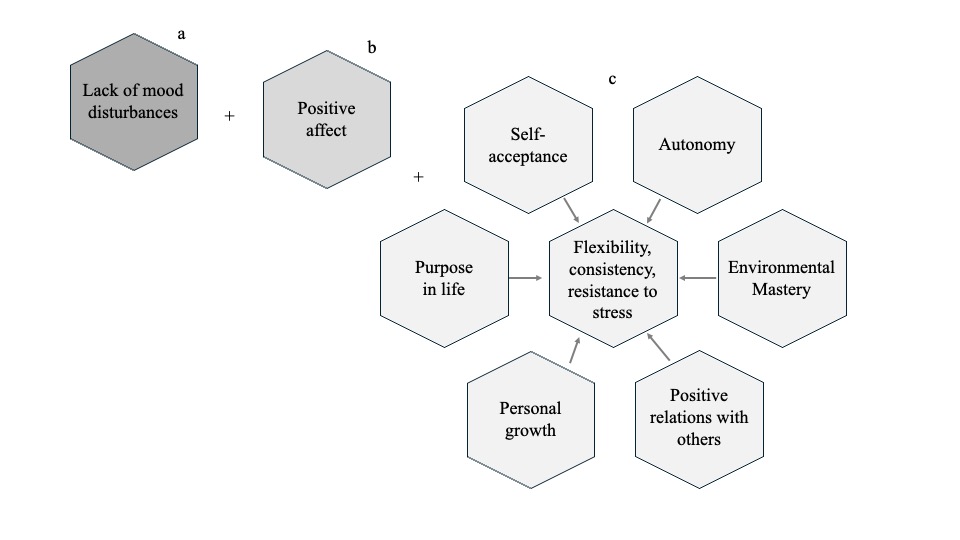 a
Lack of mood
disturbances
+
b
Positive
affect
+
c
Self-
acceptance
Autonomy
Purpose
in life
Flexibility,
consistency,
resistance to
stress
Environmental
Mastery
Personal
growth
Positive
relations with
others